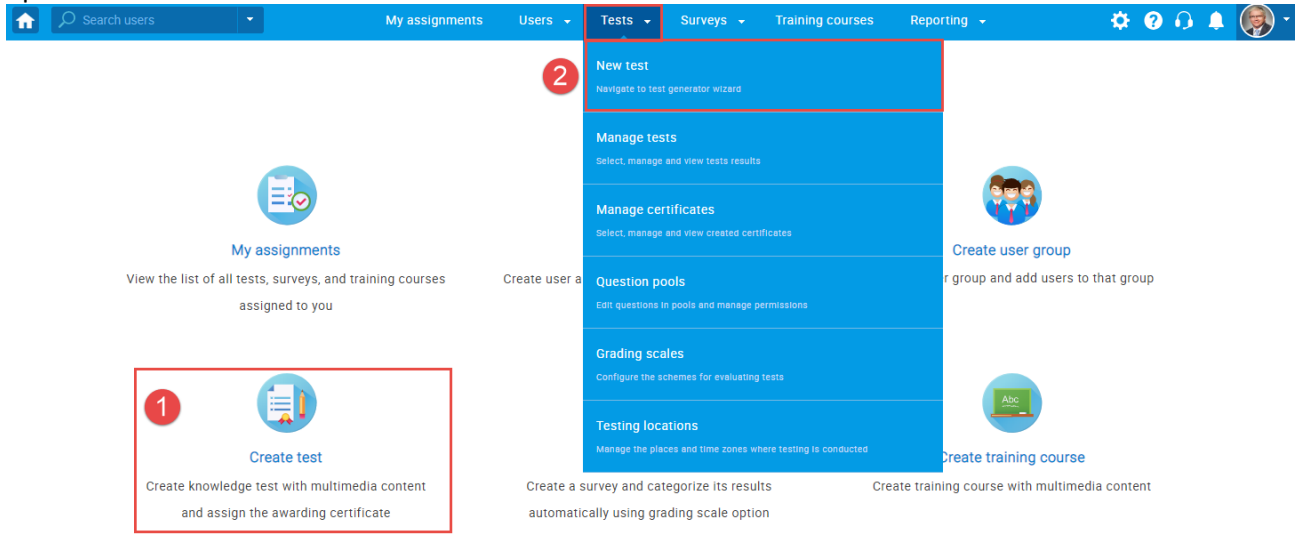 Search users
My assignments
Users
Tests
Surveys
Training courses
Reporting
2
New test
Navigate to test generator wizard
Manage tests
Select, manage and view tests results
Manage certificates
Select, manage and view created certificates
Question pools
Edit questions in pools and manage permissions
Grading scales
Configure the schemes for evaluating tests
Testing locations
Manage the places and time zones where testing is conducted
My assignments
View the list of all tests, surveys, and training courses
assigned to you
Create user a
Create user group
r group and add users to that group
1
Create test
Create knowledge test with multimedia content
and assign the awarding certificate
Create a survey and categorize its results
automatically using grading scale option
Abc
Create training course
Create training course with multimedia content